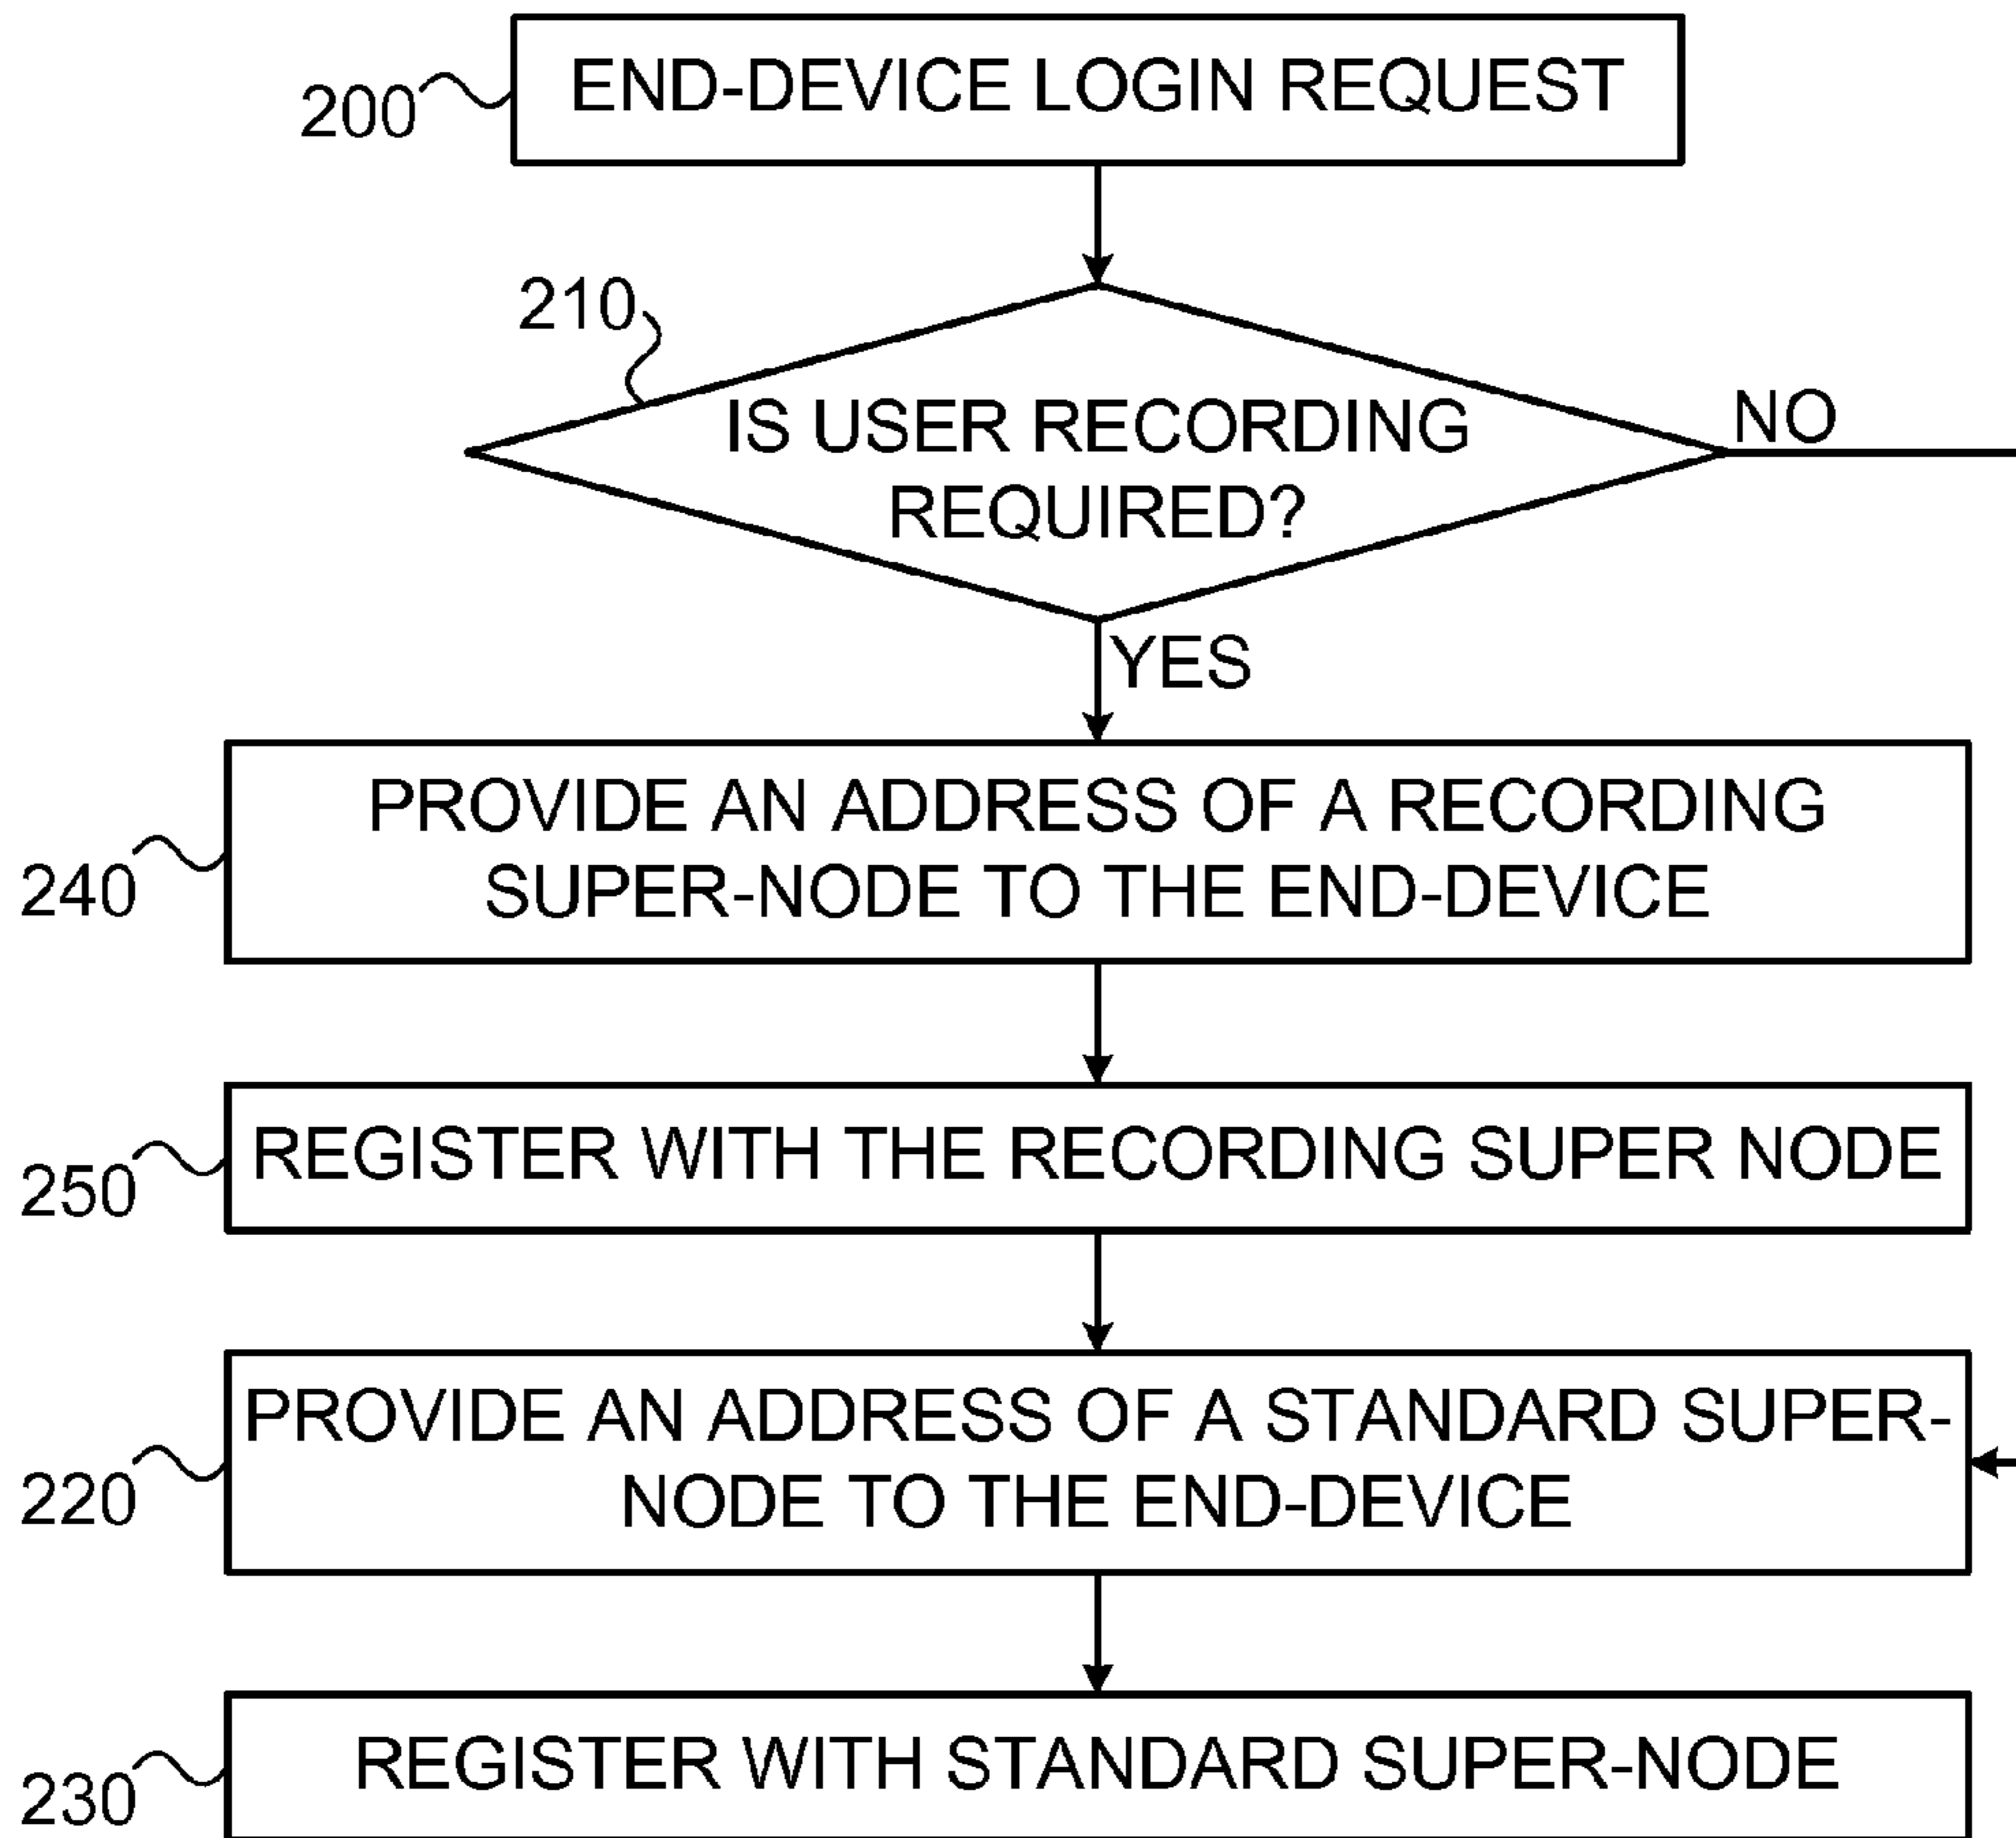 200
END-DEVICE LOGIN REQUEST
210
IS USER RECORDING
REQUIRED?
NO
YES
240
PROVIDE AN ADDRESS OF A RECORDING
SUPER-NODE TO THE END-DEVICE
250
REGISTER WITH THE RECORDING SUPER NODE
220
PROVIDE AN ADDRESS OF A STANDARD SUPER-
NODE TO THE END-DEVICE
230
REGISTER WITH STANDARD SUPER-NODE